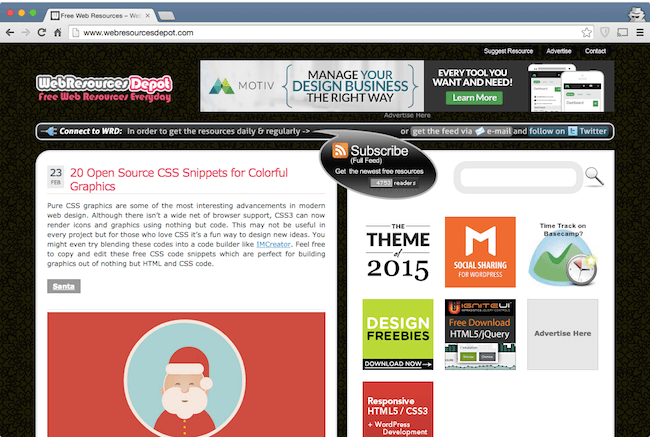 Free Web Resources – Web
www.webresourcesdepot.com
Suggest Resource Advertise Contact
WebResourcesDepot
Free Web Resources Everyday
MOTIV
MANAGE YOUR
DESIGN BUSINESS
THE RIGHT WAY
EVERY TOOL YOU
WANT AND NEED!
Learn More
Advertise Here
Connect to WRD: In order to get the resources daily & regularly ->
or get the feed via e-mail and follow on Twitter
Subscribe
(Full Feed)
Get the newest free resources
4751 readers
23
FEB
20 Open Source CSS Snippets for Colorful
Graphics
Pure CSS graphics are some of the most interesting advancements in modern
web design. Although there isn't a wide net of browser support, CSS3 can now
render icons and graphics using nothing but code. This may not be useful in
every project but for those who love CSS it's a fun way to design new ideas. You
might even try blending these codes into a code builder like IMCreator. Feel free
to copy and edit these free CSS code snippets which are perfect for building
graphics out of nothing but HTML and CSS code.
Santa
THE
THEME
of
2015
SOCIAL SHARING
FOR WORDPRESS
Time Track on
Basecamp?
DESIGN
FREEBIES
DOWNLOAD NOW
IGNITEUI
Free Download
HTML5/jQuery
Advertise Here
Responsive
HTML5 / CSS3
+ WordPress
Development